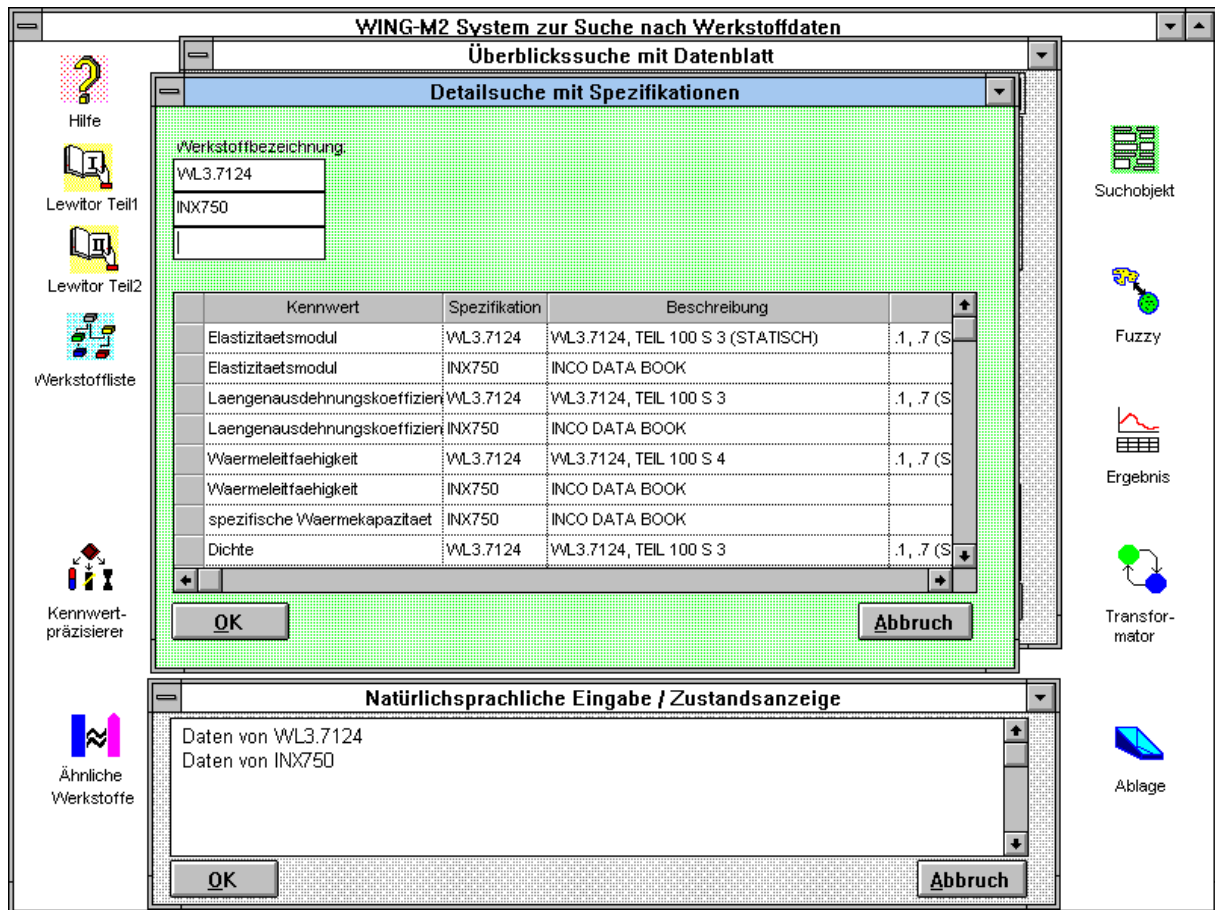 WING-M2 System zur Suche nach Werkstoffdaten
Überblickssuche mit Datenblatt
Detailsuche mit Spezifikationen
Hilfe
Lewitor Teil1
Lewitor Teil2
Werkstoffliste
Kennwert-
präzisierer
Ähnliche
Werkstoffe
Werkstoffbezeichnung:
WL3.7124
INX750
Kennwert Spezifikation Beschreibung
Elastizitaetsmodul WL3.7124 WL3.7124, TEIL 100 S 3 (STATISCH) .1, .7 (S
Elastizitaetsmodul INX750 INCO DATA BOOK
Laengenausdehnungskoeffizien WL3.7124 WL3.7124, TEIL 100 S 3 .1, .7 (S
Laengenausdehnungskoeffizien INX750 INCO DATA BOOK
Waermeleitfaehigkeit WL3.7124 WL3.7124, TEIL 100 S 4 .1, .7 (S
Waermeleitfaehigkeit INX750 INCO DATA BOOK
spezifische Waermekapazitaet INX750 INCO DATA BOOK
Dichte WL3.7124 WL3.7124, TEIL 100 S 3 .1, .7 (S
OK Abbruch
Natürlichsprachliche Eingabe / Zustandsanzeige
Daten von WL3.7124
Daten von INX750
OK Abbruch
Suchobjekt
Fuzzy
Ergebnis
Transfor-
mator
Ablage